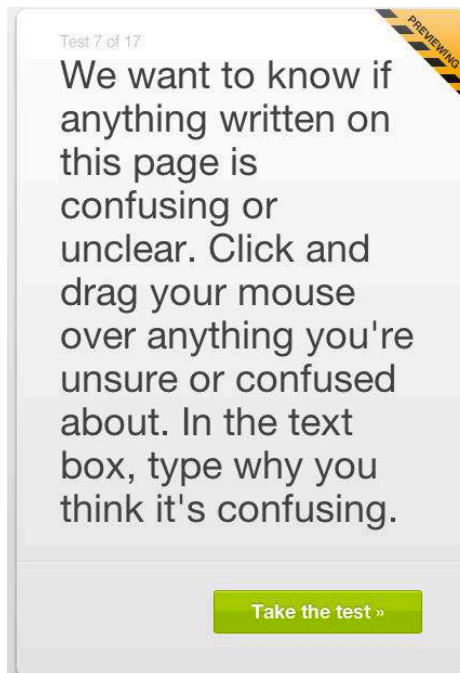 Test 7 of 17
PREVIEWING
We want to know if
anything written on
this page is
confusing or
unclear. Click and
drag your mouse
over anything you're
unsure or confused
about. In the text
box, type why you
think it's confusing.
Take the test »